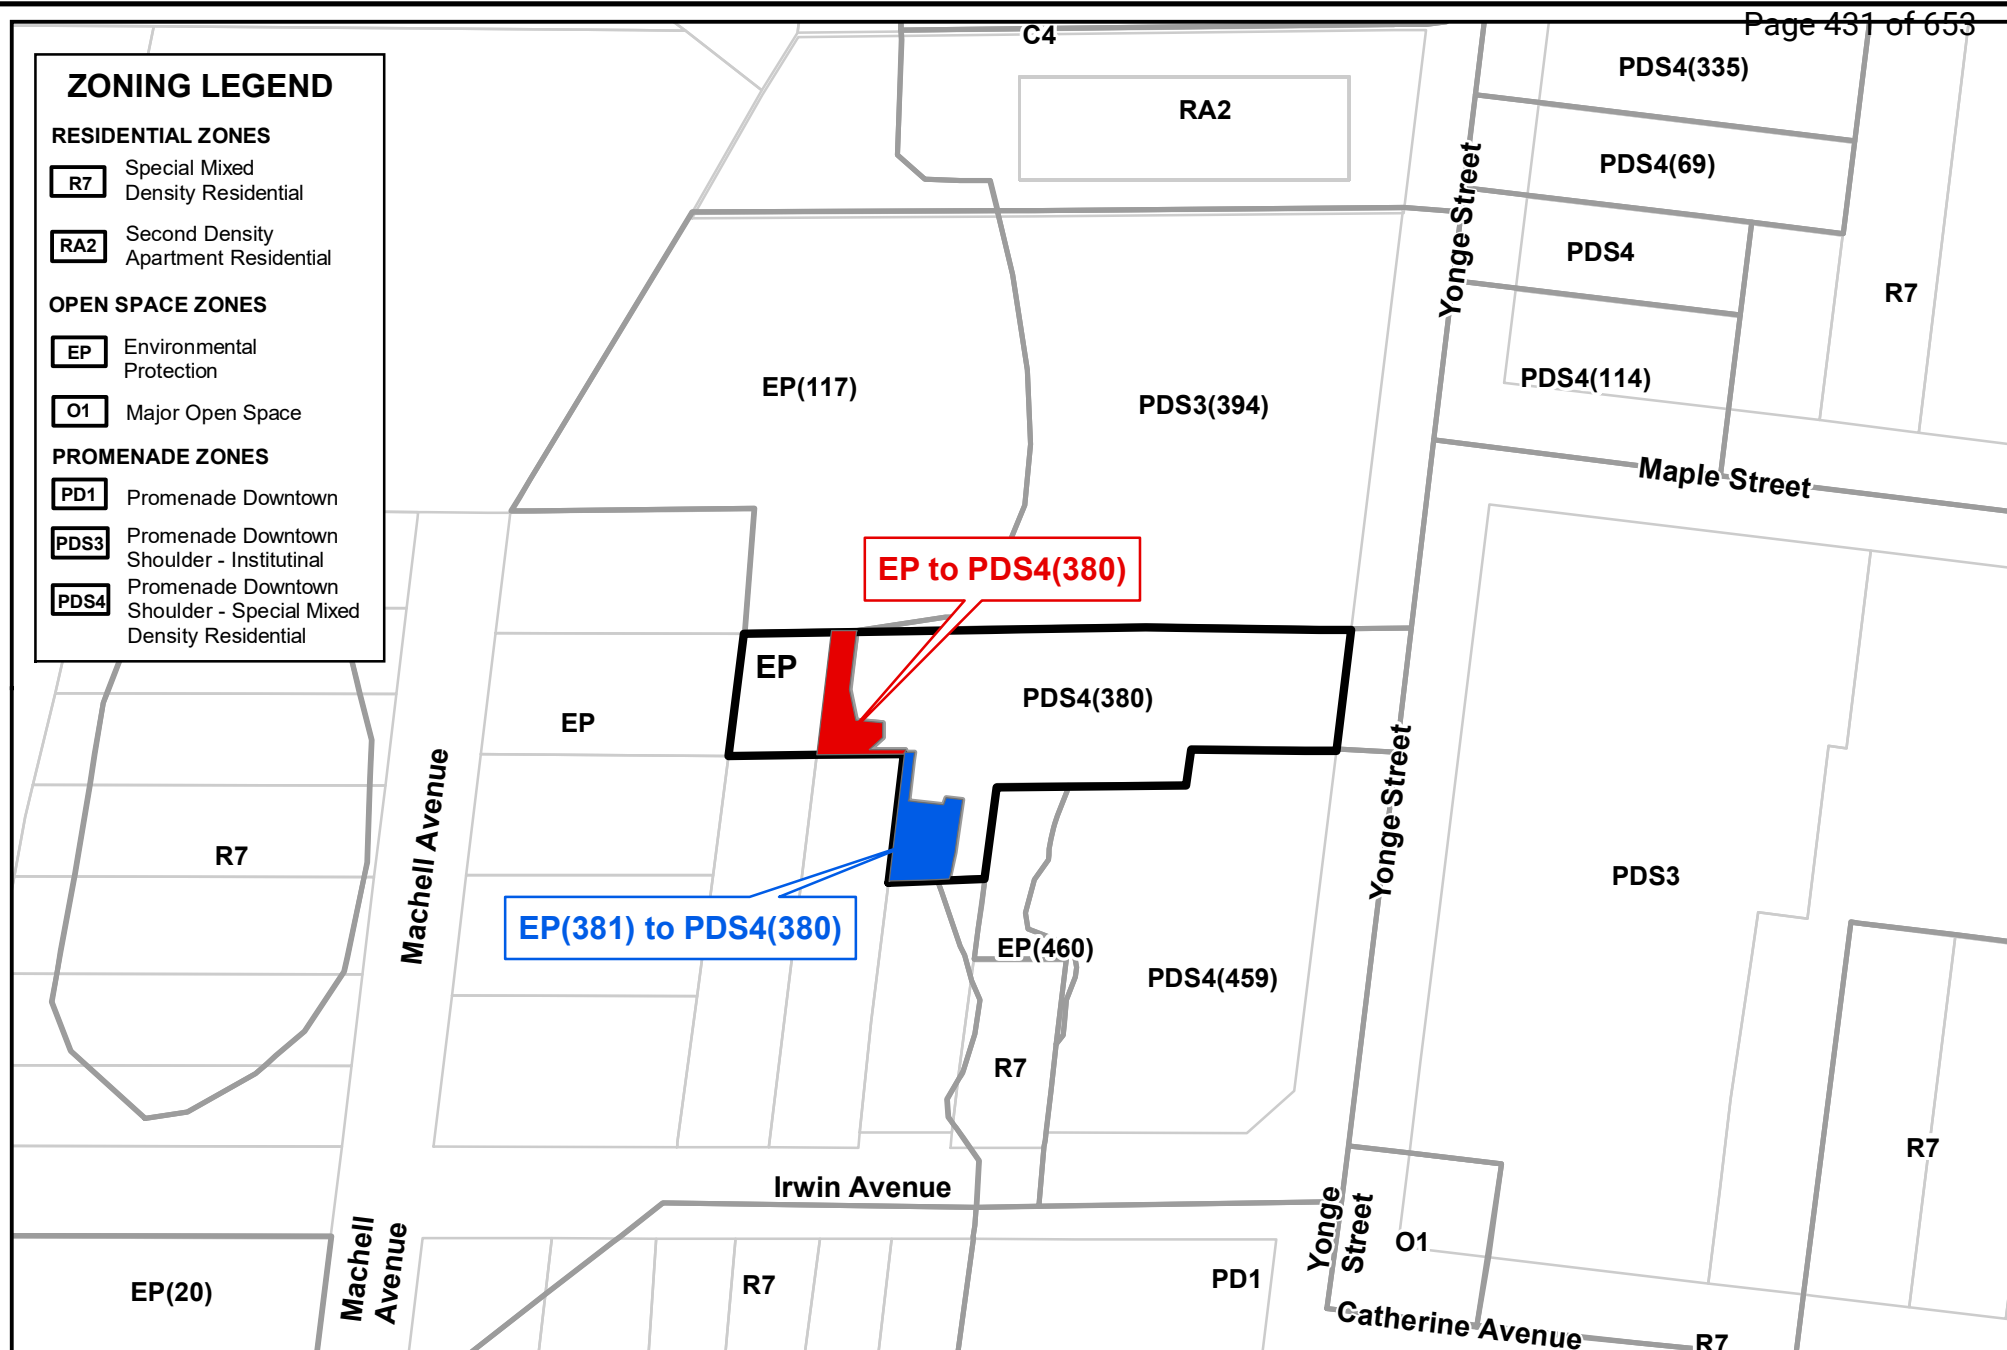 Page 431 of 653
ZONING LEGEND
RESIDENTIAL ZONES
R7
Special Mixed
Density Residential
RA2
Second Density
Apartment Residential
OPEN SPACE ZONES
EP
Environmental
Protection
O1
Major Open Space
PROMENADE ZONES
PD1
Promenade Downtown
PDS3
Promenade Downtown
Shoulder - Institutinal
PDS4
Promenade Downtown
Shoulder - Special Mixed
Density Residential
C4
RA2
PDS4(335)
PDS4(69)
PDS4
R7
PDS4(114)
Yonge Street
EP(117)
PDS3(394)
Maple Street
EP to PDS4(380)
EP
PDS4(380)
EP
Machell Avenue
R7
Yonge Street
PDS3
EP(381) to PDS4(380)
EP(460)
PDS4(459)
R7
R7
Irwin Avenue
Yonge
Street
O1
Machell
Avenue
EP(20)
R7
PD1
Catherine Avenue
R7